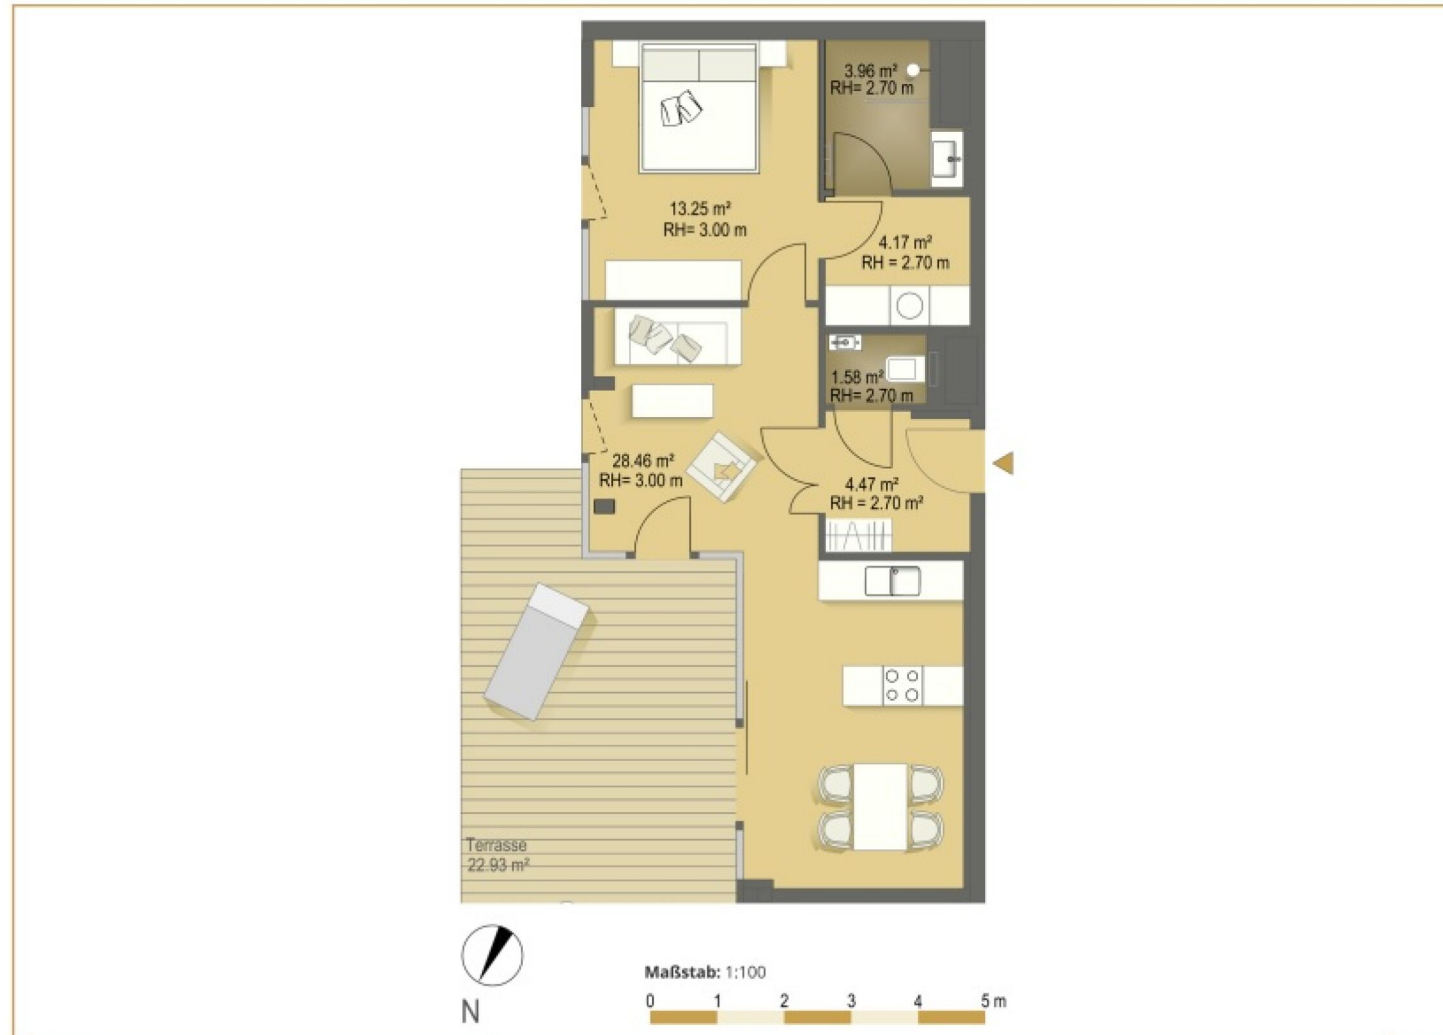 3.96 m²
RH= 2.70 m
13.25 m²
RH= 3.00 m
4.17 m²
RH = 2.70 m
1.58 m²
RH= 2.70 m
28.46 m²
RH= 3.00 m
4.47 m²
RH = 2.70 m²
Terrasse
22.93 m²
N
Maßstab: 1:100
0 1 2 3 4 5 m